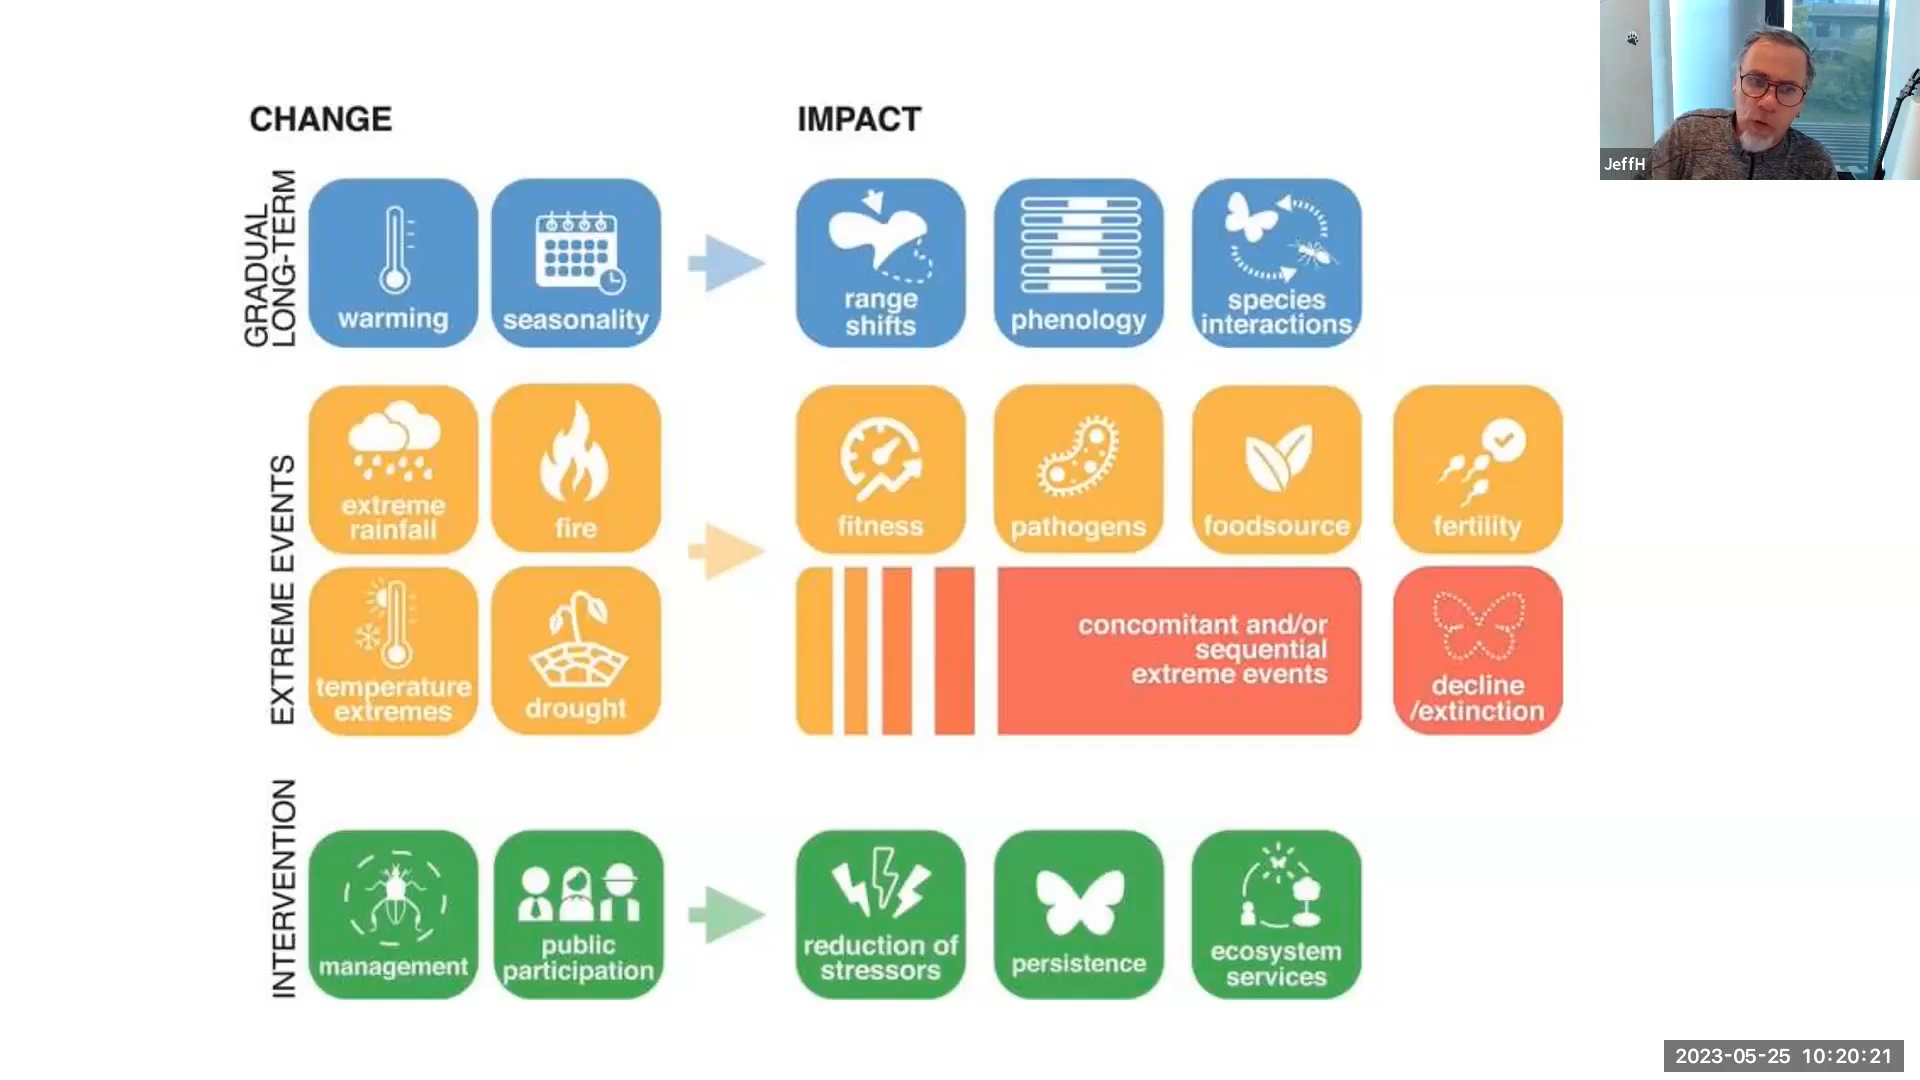 CHANGE
IMPACT
JeffH
GRADUAL
LONG-TERM
warming
seasonality
range
shifts
phenology
species
interactions
EXTREME EVENTS
extreme
rainfall
fire
fitness
pathogens
foodsource
fertility
temperature
extremes
drought
concomitant and/or
sequential
extreme events
decline
/extinction
INTERVENTION
management
public
participation
reduction of
stressors
persistence
ecosystem
services
2023-05-25 10:20:21